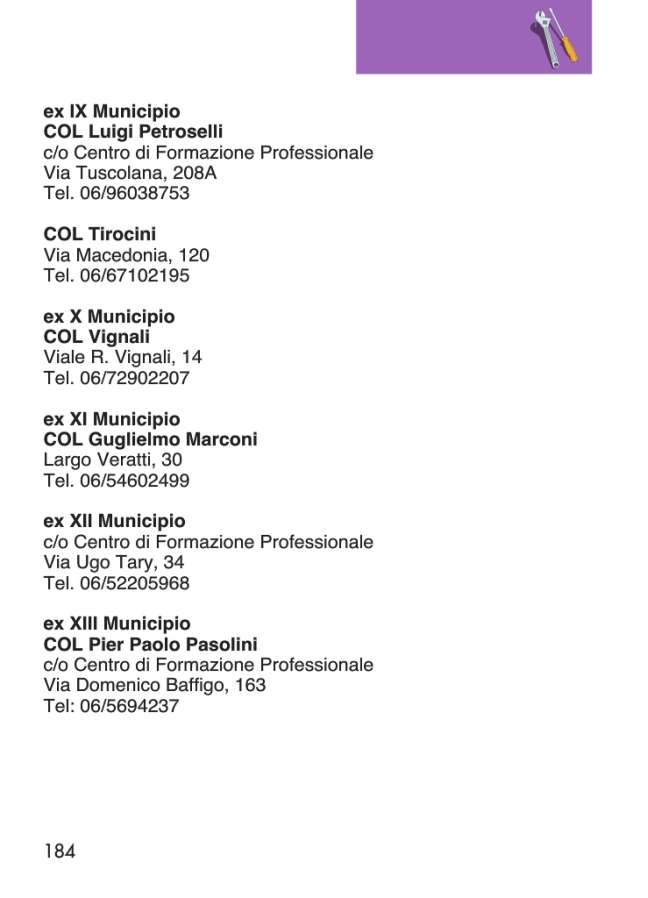 ex IX Municipio
COL Luigi Petroselli
c/o Centro di Formazione Professionale
Via Tuscolana, 208A
Tel. 06/96038753
COL Tirocini
Via Macedonia, 120
Tel. 06/67102195
ex X Municipio
COL Vignali
Viale R. Vignali, 14
Tel. 06/72902207
ex XI Municipio
COL Guglielmo Marconi
Largo Veratti, 30
Tel. 06/54602499
ex XII Municipio
c/o Centro di Formazione Professionale
Via Ugo Tary, 34
Tel. 06/52205968
ex XIII Municipio
COL Pier Paolo Pasolini
c/o Centro di Formazione Professionale
Via Domenico Baffigo, 163
Tel: 06/5694237
184